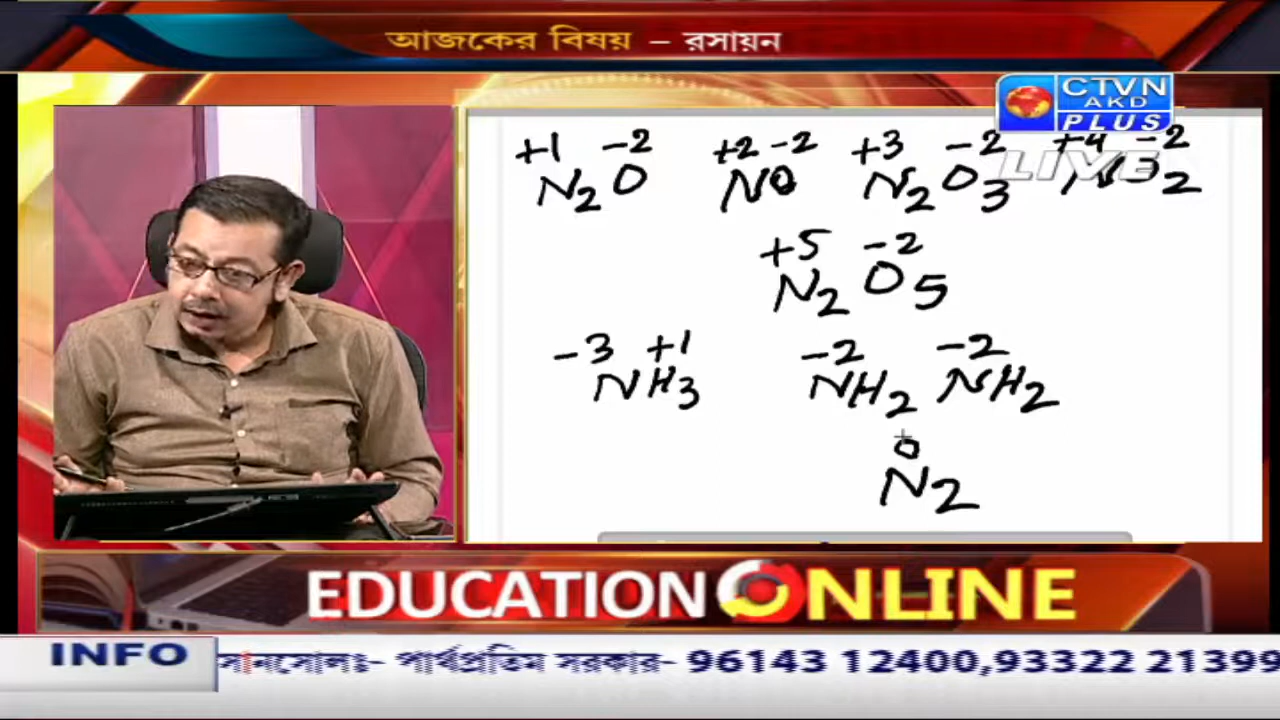 আজকের বিষয় – রসায়ন
CTVN
AKD
PLUS
LIVE
+1 -2 +2 -2 +3 -2 +4 -2
N2O NO N2O3 NO2
+5 -2
N2O5
-3 +1 -2 -2
NH3 NH2 NH2
0
N2
EDUCATION ONLINE
INFO
সানসোলঃ- পার্থপ্রতিম সরকার- 96143 12400,93322 21399